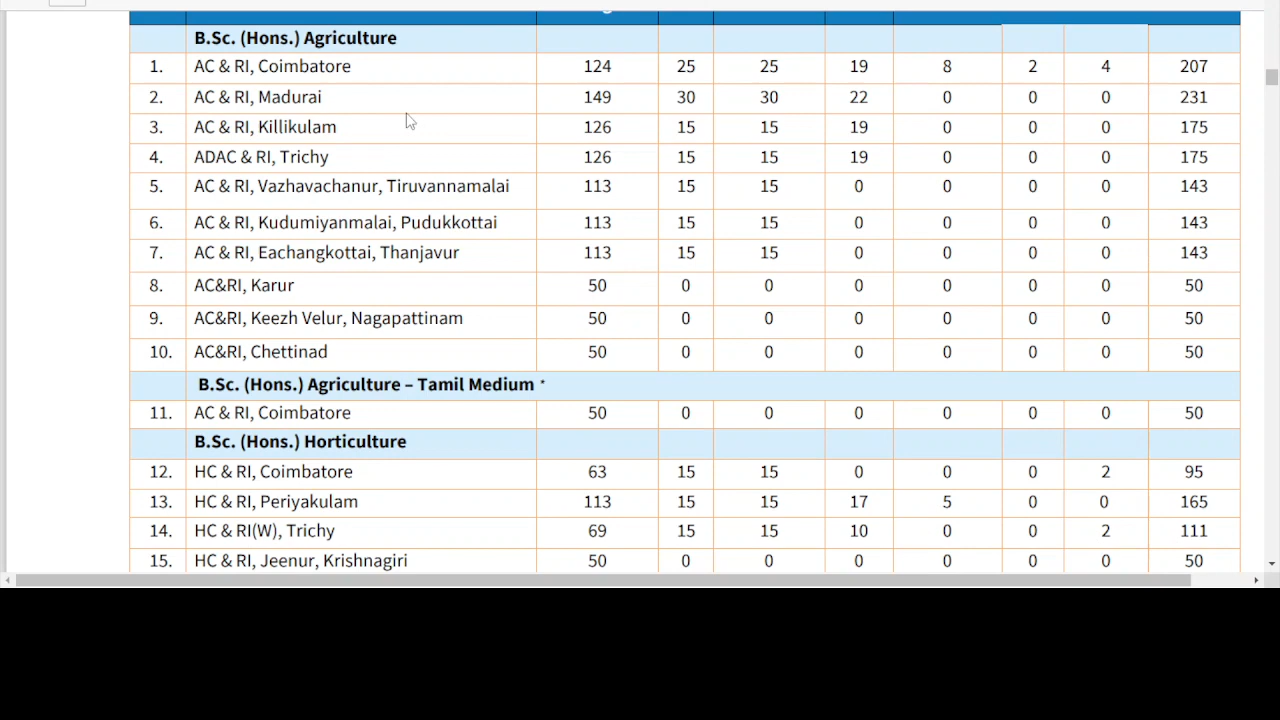 B.Sc. (Hons.) Agriculture
1. AC & RI, Coimbatore 124 25 25 19 8 2 4 207
2. AC & RI, Madurai 149 30 30 22 0 0 0 231
3. AC & RI, Killikulam 126 15 15 19 0 0 0 175
4. ADAC & RI, Trichy 126 15 15 19 0 0 0 175
5. AC & RI, Vazhavachanur, Tiruvannamalai 113 15 15 0 0 0 0 143
6. AC & RI, Kudumiyanmalai, Pudukkottai 113 15 15 0 0 0 0 143
7. AC & RI, Eachangkottai, Thanjavur 113 15 15 0 0 0 0 143
8. AC&RI, Karur 50 0 0 0 0 0 0 50
9. AC&RI, Keezh Velur, Nagapattinam 50 0 0 0 0 0 0 50
10. AC&RI, Chettinad 50 0 0 0 0 0 0 50
B.Sc. (Hons.) Agriculture – Tamil Medium *
11. AC & RI, Coimbatore 50 0 0 0 0 0 0 50
B.Sc. (Hons.) Horticulture
12. HC & RI, Coimbatore 63 15 15 0 0 0 2 95
13. HC & RI, Periyakulam 113 15 15 17 5 0 0 165
14. HC & RI(W), Trichy 69 15 15 10 0 0 2 111
15. HC & RI, Jeenur, Krishnagiri 50 0 0 0 0 0 0 50